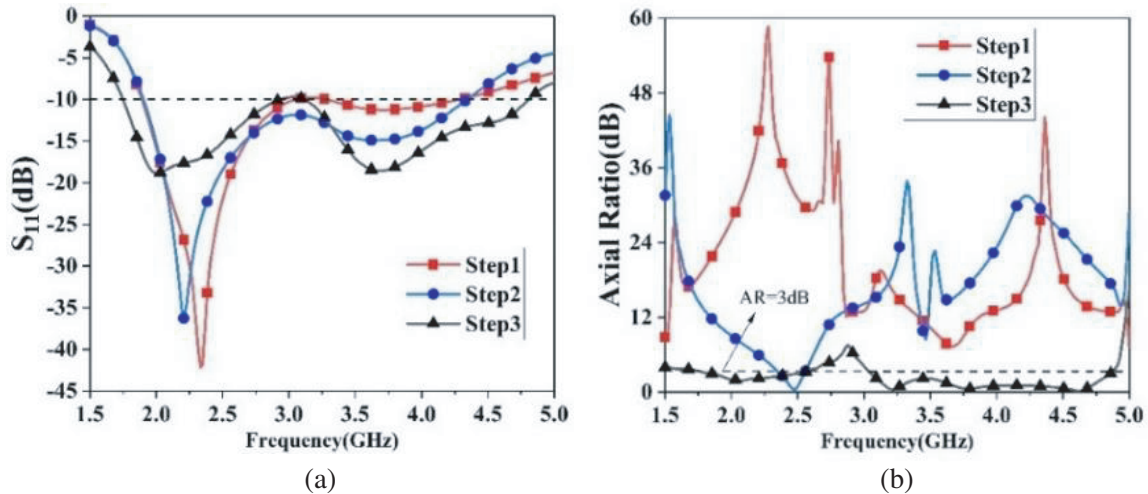 0
-5
-10
-15
-20
-25
-30
-35
-40
-45
S11(dB)
1.5 2.0 2.5 3.0 3.5 4.0 4.5 5.0
Frequency(GHz)
Step1
Step2
Step3
(a)
60
48
36
24
12
0
Axial Ratio(dB)
Step1
Step2
Step3
AR=3dB
1.5 2.0 2.5 3.0 3.5 4.0 4.5 5.0
Frequency(GHz)
(b)